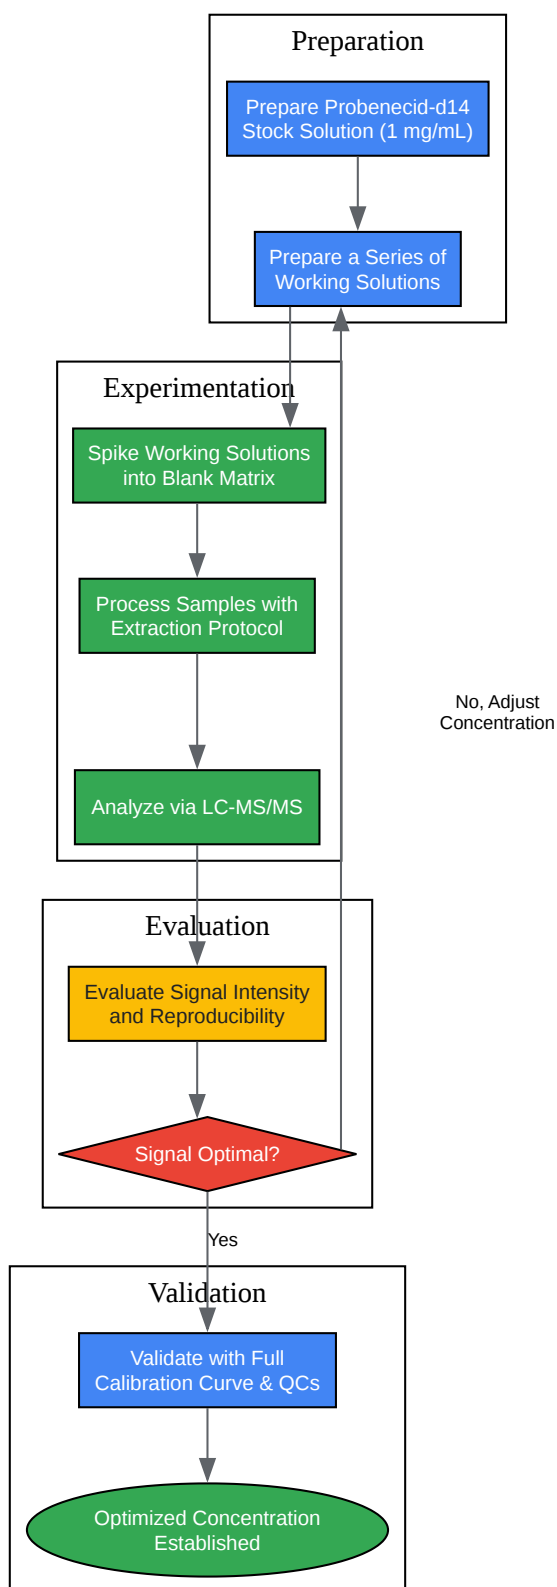 Preparation
Prepare Probenecid-d14
Stock Solution (1 mg/mL)
Prepare a Series of
Working Solutions
Experimentation
Spike Working Solutions
into Blank Matrix
Process Samples with
Extraction Protocol
No, Adjust
Concentration
Analyze via LC-MS/MS
Evaluation
Evaluate Signal Intensity
and Reproducibility
Signal Optimal?
Yes
Validation
Validate with Full
Calibration Curve & QCs
Optimized Concentration
Established